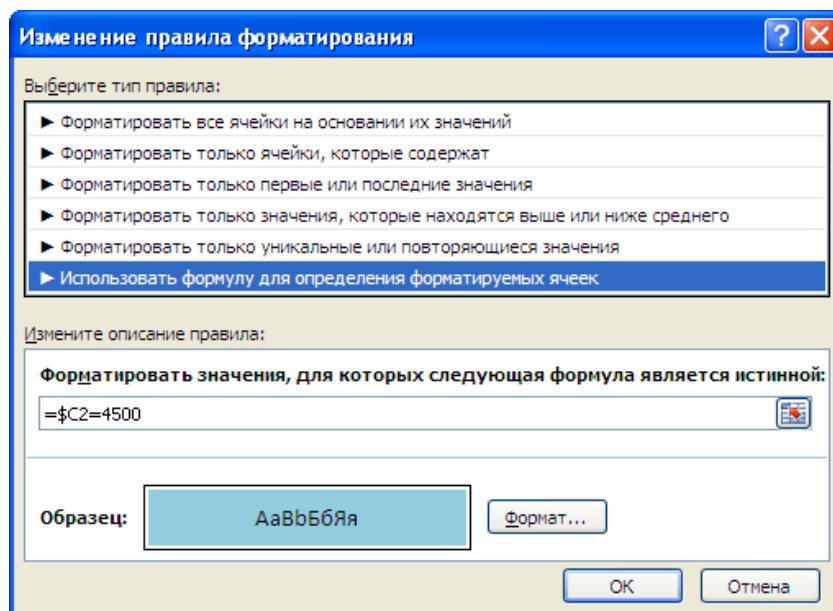 Изменение правила форматирования
Выберите тип правила:
► Форматировать все ячейки на основании их значений
► Форматировать только ячейки, которые содержат
► Форматировать только первые или последние значения
► Форматировать только значения, которые находятся выше или ниже среднего
► Форматировать только уникальные или повторяющиеся значения
► Использовать формулу для определения форматируемых ячеек
Измените описание правила:
Форматировать значения, для которых следующая формула является истинной:
=$C2=4500
Образец:
АаВbБбЯя
Формат...
ОК
Отмена